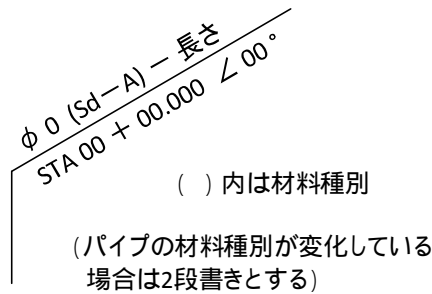 φ 0 (Sd－A) － 長さ
STA 00 ＋ 00.000 ∠ 00°
(　) 内は材料種別
(パイプの材料種別が変化している
場合は2段書きとする)